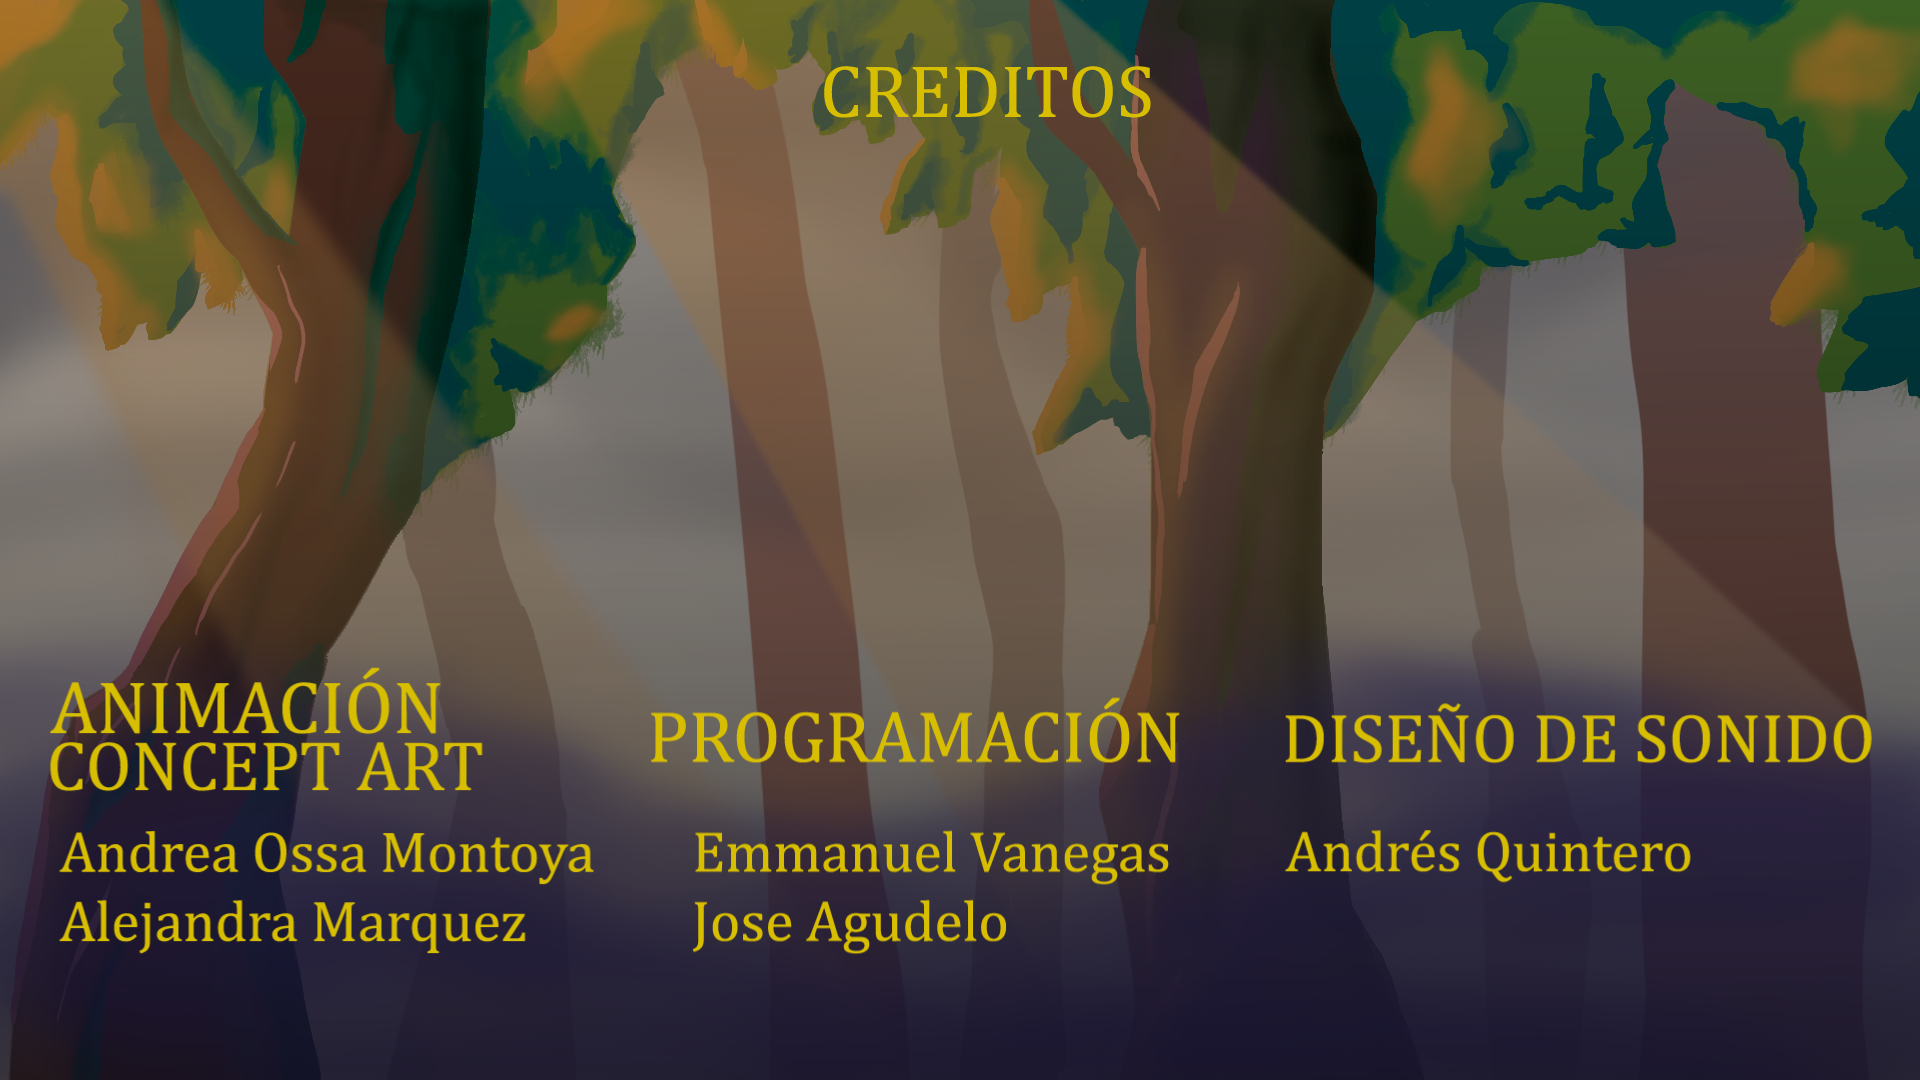 CREDITOS
ANIMACIÓN
CONCEPT ART
Andrea Ossa Montoya
Alejandra Marquez
PROGRAMACIÓN
Emmanuel Vanegas
Jose Agudelo
DISEÑO DE SONIDO
Andrés Quintero